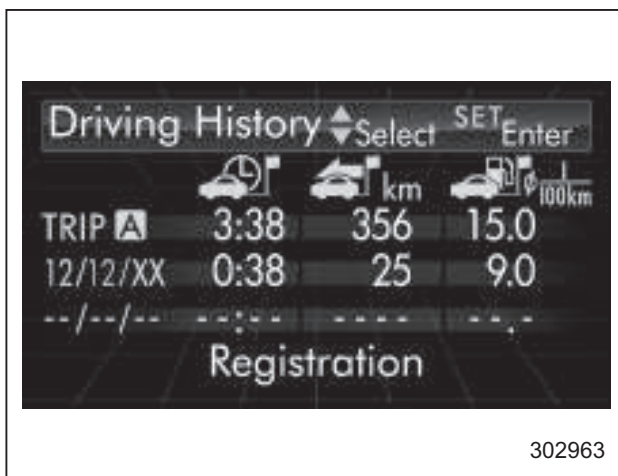 Driving History Select SET Enter
km ø l/100km
TRIP A 3:38 356 15.0
12/12/XX 0:38 25 9.0
--/--/-- --:-- ---- --.-
Registration
302963